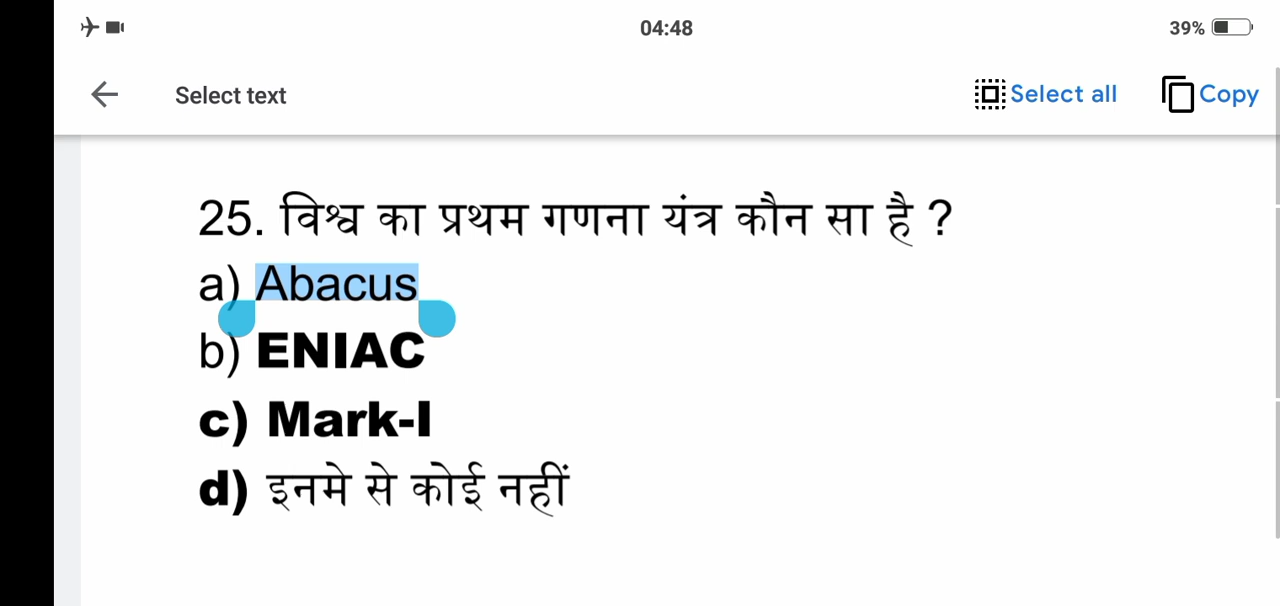 04:48
39%
Select text
Select all
Copy
25. विश्व का प्रथम गणना यंत्र कौन सा है ?
a) Abacus
b) ENIAC
c) Mark-I
d) इनमे से कोई नहीं